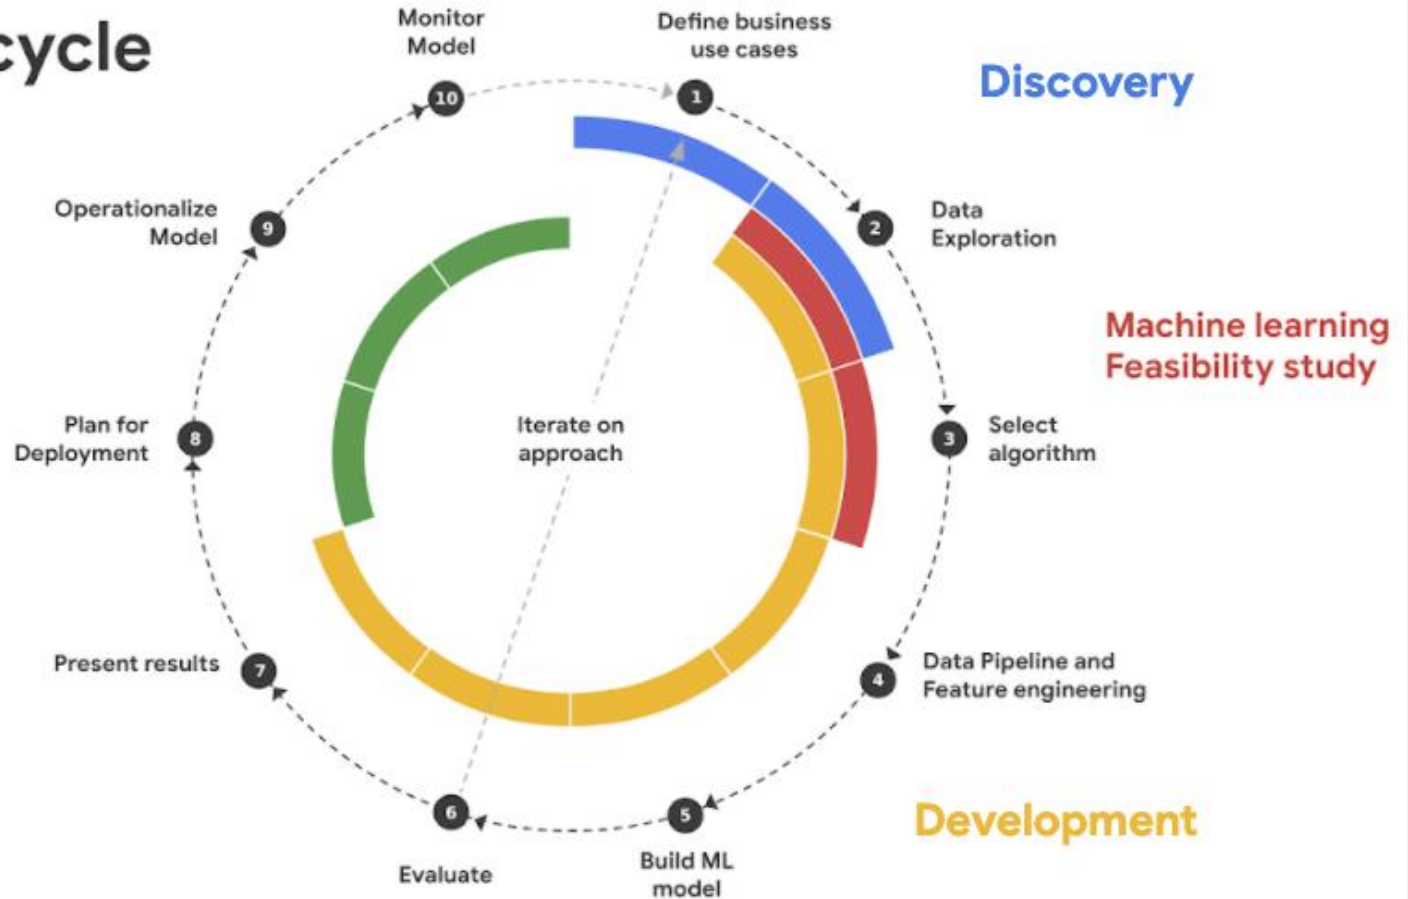 cycle
Monitor
Model
Define business
use cases
Discovery
10
1
Operationalize
Model
9
2
Data
Exploration
Machine learning
Feasibility study
Plan for
Deployment
8
Iterate on
approach
3
Select
algorithm
Present results
7
4
Data Pipeline and
Feature engineering
6
5
Development
Evaluate
Build ML
model